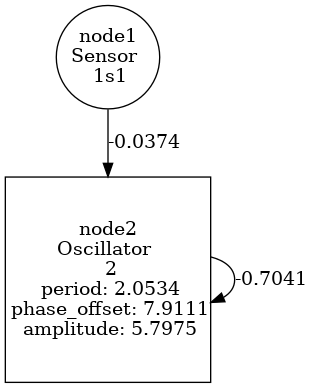 node1
Sensor
1s1
-0.0374
node2
Oscillator
2
period: 2.0534
phase_offset: 7.9111
amplitude: 5.7975
-0.7041